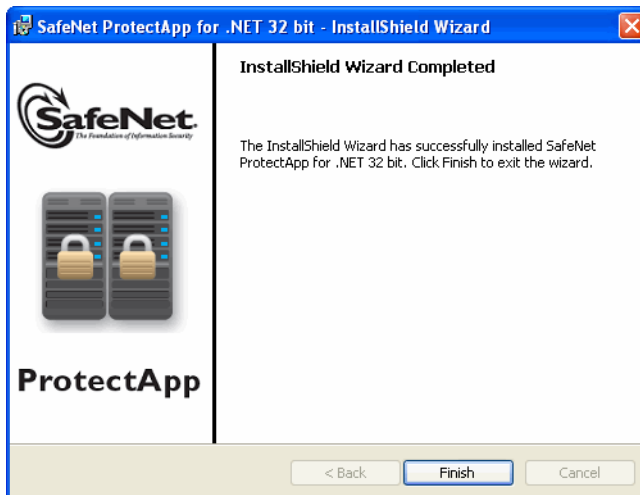 SafeNet ProtectApp for .NET 32 bit - InstallShield Wizard
SafeNet.
The Foundation of Information Security
ProtectApp
InstallShield Wizard Completed
The InstallShield Wizard has successfully installed SafeNet
ProtectApp for .NET 32 bit. Click Finish to exit the wizard.
< Back
Finish
Cancel